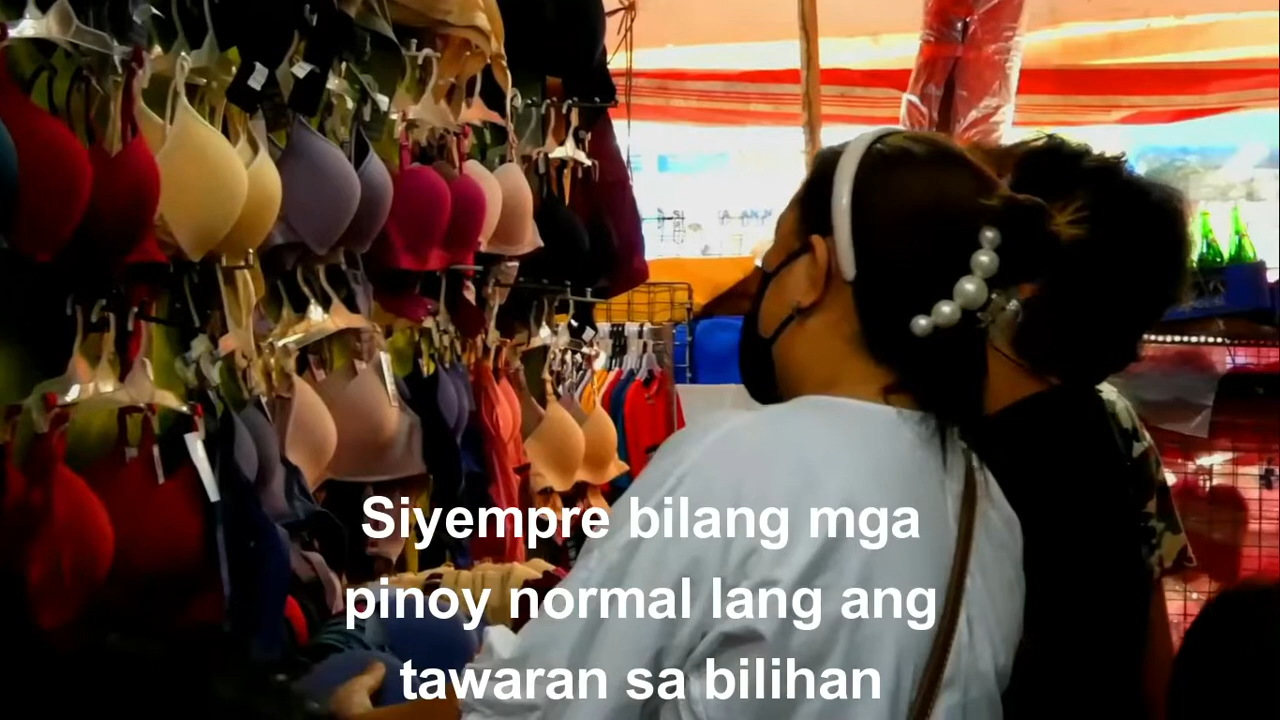 Siyempre bilang mga
pinoy normal lang ang
tawaran sa bilihan